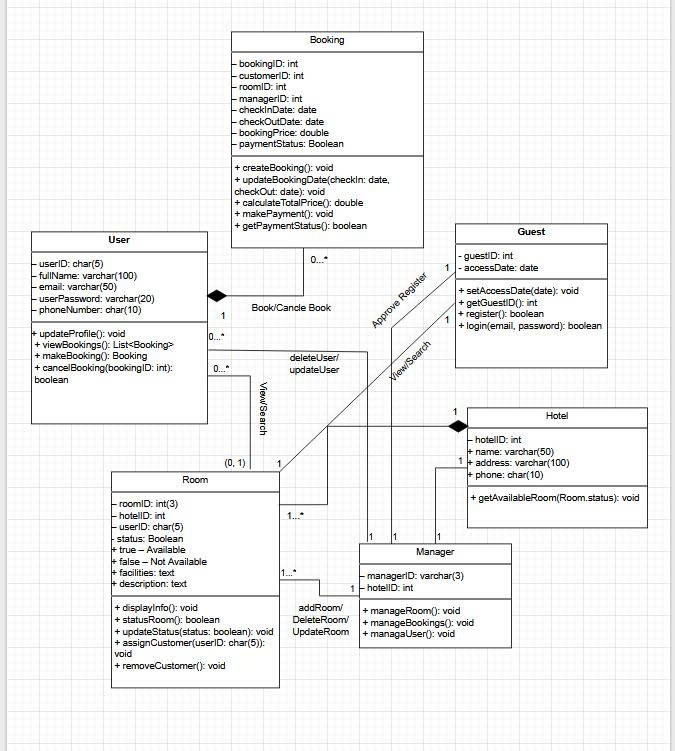 Booking
– bookingID: int
– customerID: int
– roomID: int
– managerID: int
– checkInDate: date
– checkOutDate: date
– bookingPrice: double
– paymentStatus: Boolean
+ createBooking(): void
+ updateBookingDate(checkIn: date,
checkOut: date): void
+ calculateTotalPrice(): double
+ makePayment(): void
+ getPaymentStatus(): boolean
0...*
User
– userID: char(5)
– fullName: varchar(100)
– email: varchar(50)
– userPassword: varchar(20)
– phoneNumber: char(10)
+ updateProfile(): void
+ viewBookings(): List<Booking>
+ makeBooking(): Booking
+ cancelBooking(bookingID: int):
boolean
1
Book/Cancle Book
0...*
0...*
deleteUser/
updateUser
View/Search
(0, 1)
Guest
- guestID: int
- accessDate: date
+ setAccessDate(date): void
+ getGuestID(): int
+ register(): boolean
+ login(email, password): boolean
1
1
Approve Register
View/Search
1
Hotel
– hotelID: int
+ name: varchar(50)
+ address: varchar(100)
+ phone: char(10)
+ getAvailableRoom(Room.status): void
1
1
Room
– roomID: int(3)
– hotelID: int
– userID: char(5)
- status: Boolean
+ true – Available
+ false – Not Available
+ facilities: text
+ description: text
+ displayInfo(): void
+ statusRoom(): boolean
+ updateStatus(status: boolean): void
+ assignCustomer(userID: char(5)):
void
+ removeCustomer(): void
1...*
1...*
1
addRoom/
DeleteRoom/
UpdateRoom
1
1
1
Manager
– managerID: varchar(3)
– hotelID: int
+ manageRoom(): void
+ manageBookings(): void
+ managaUser(): void